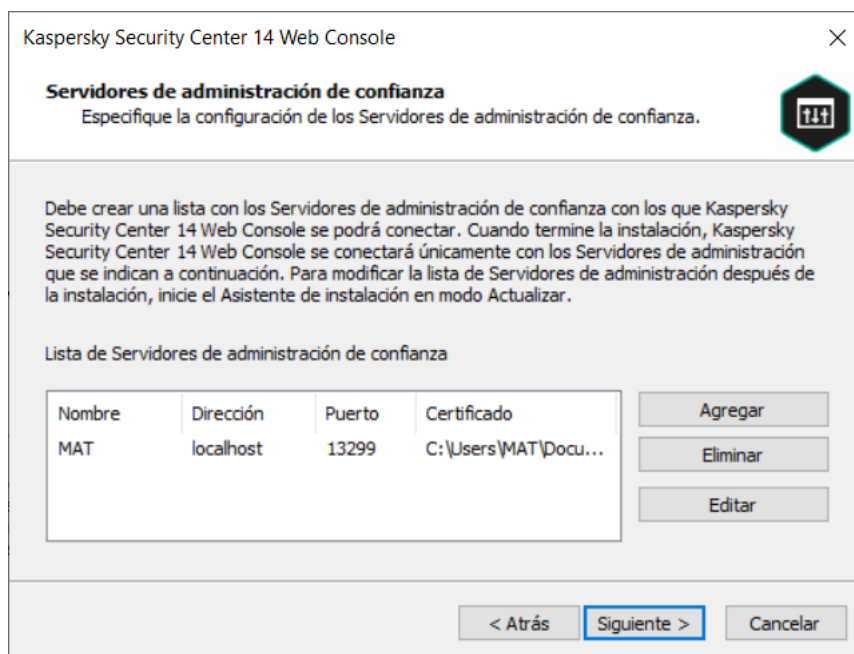 Kaspersky Security Center 14 Web Console
Servidores de administración de confianza
Especifique la configuración de los Servidores de administración de confianza.
Debe crear una lista con los Servidores de administración de confianza con los que Kaspersky
Security Center 14 Web Console se podrá conectar. Cuando termine la instalación, Kaspersky
Security Center 14 Web Console se conectará únicamente con los Servidores de administración
que se indican a continuación. Para modificar la lista de Servidores de administración después de
la instalación, inicie el Asistente de instalación en modo Actualizar.
Lista de Servidores de administración de confianza
Nombre Dirección Puerto Certificado
MAT localhost 13299 C:\Users\MAT\Docu...
Agregar
Eliminar
Editar
< Atrás Siguiente > Cancelar